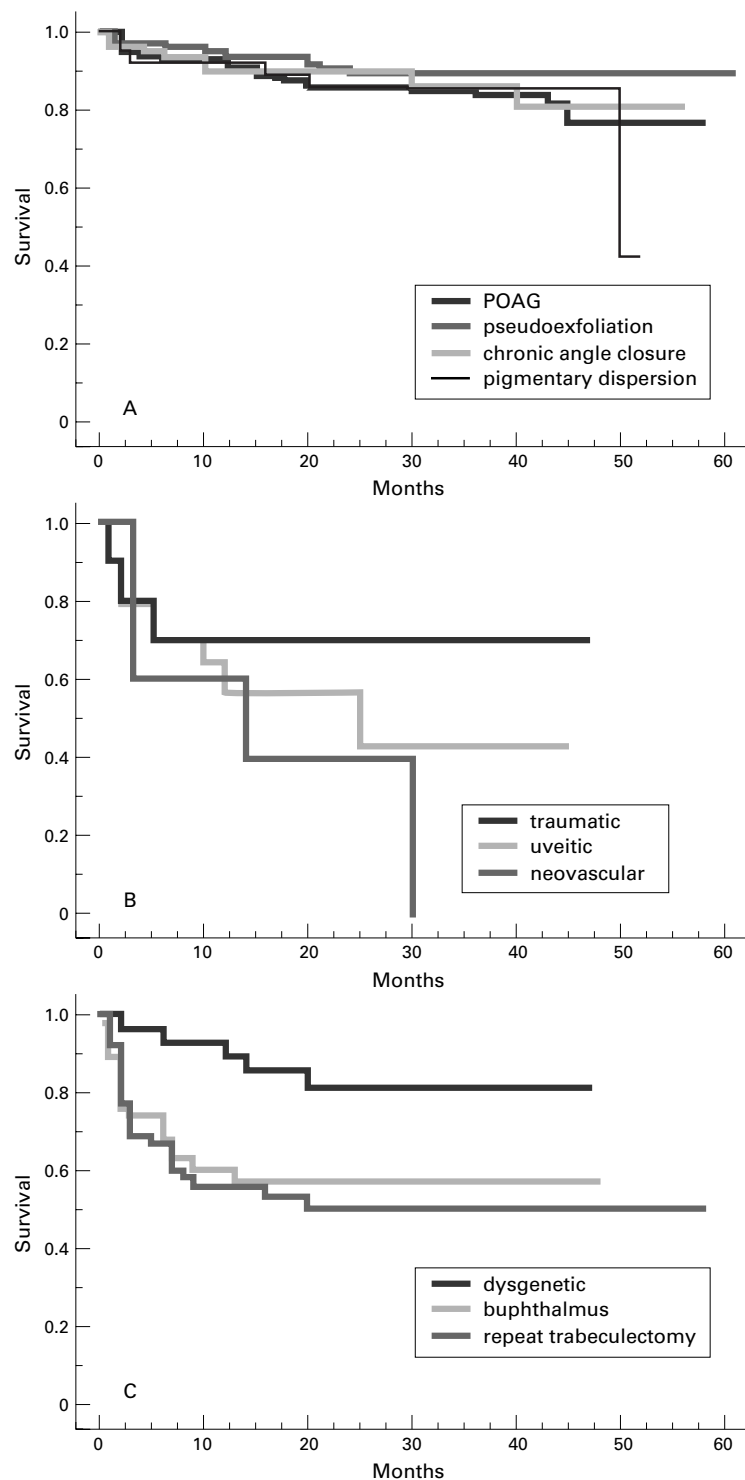 1.0
0.8
0.6
0.4
0.2
0
Survival
A
POAG
pseudoexfoliation
chronic angle closure
pigmentary dispersion
0 10 20 30 40 50 60
Months
1.0
0.8
0.6
0.4
0.2
0
Survival
B
traumatic
uveitic
neovascular
0 10 20 30 40 50 60
Months
1.0
0.8
0.6
0.4
0.2
0
Survival
C
dysgenetic
buphthalmus
repeat trabeculectomy
0 10 20 30 40 50 60
Months